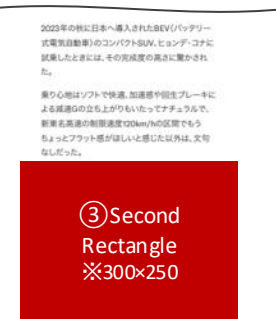 2023年の秋に日本へ導入されたBEV(バッテリー
式電気自動車)のコンパクトSUV、ヒョンデ・コナに
試乗したときには、その完成度の高さに驚かされ
た。
乗り心地はソフトで快適、加速感や回生ブレーキに
よる減速Gの立ち上がりもいたってナチュラルで、
新東名高速の制限速度120km/hの区間でもう
ちょっとフラット感がほしいと感じた以外は、文句
なしだった。
③Second
Rectangle
※300×250